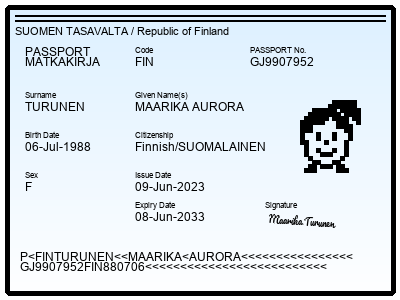 SUOMEN TASAVALTA / Republic of Finland
PASSPORT Code PASSPORT No.
MATKAKIRJA FIN GJ9907952
Surname Given Name(s)
TURUNEN MAARIKA AURORA
Birth Date Citizenship
06-Jul-1988 Finnish/SUOMALAINEN
Sex Issue Date
F 09-Jun-2023
Expiry Date Signature
08-Jun-2033 Maarika Turunen
P<FINTURUNEN<<MAARIKA<AURORA<<<<<<<<<<<<<<<<
GJ9907952FIN880706<<<<<<<<<<<<<<<<<<<<<<<<<<